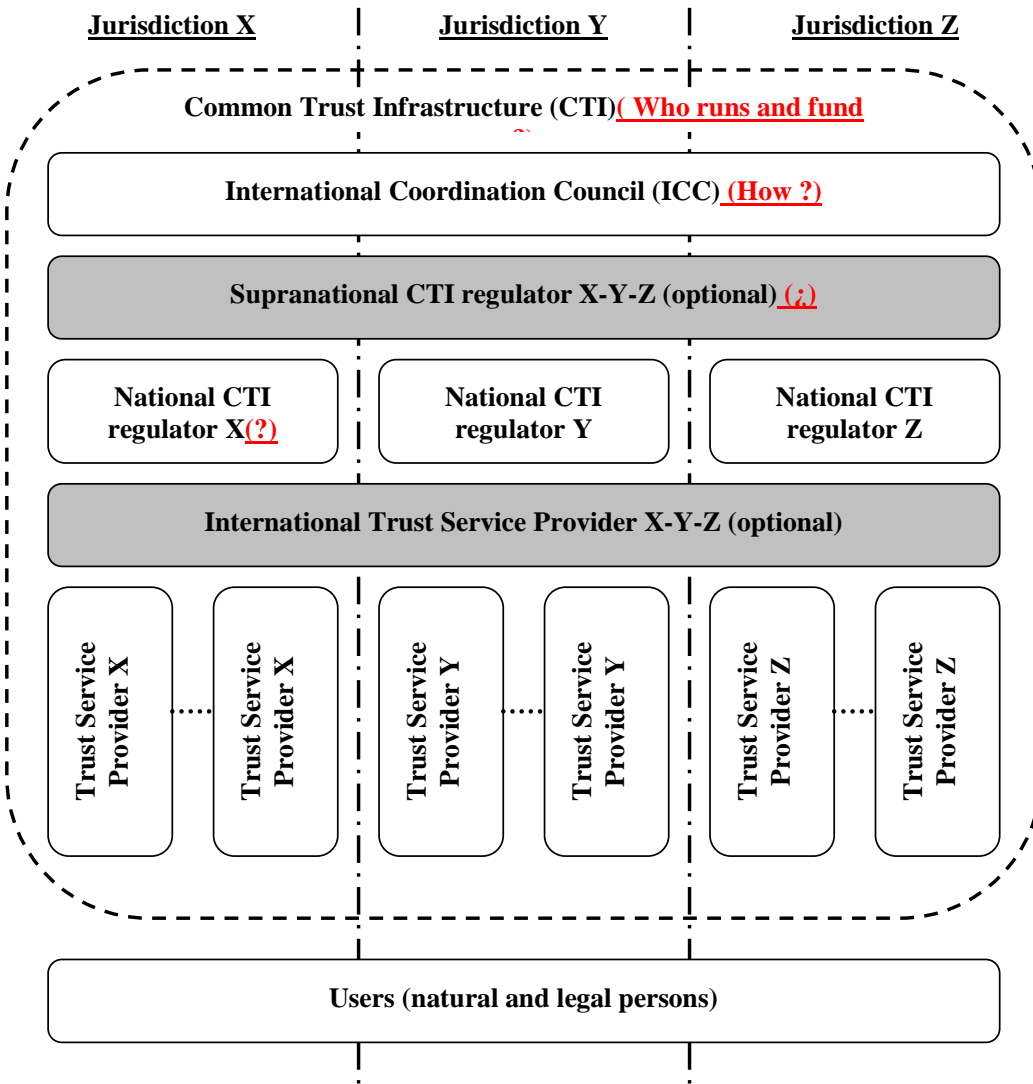 Jurisdiction X
Jurisdiction Y
Jurisdiction Z
Common Trust Infrastructure (CTI)( Who runs and fund
International Coordination Council (ICC) (How ?)
Supranational CTI regulator X-Y-Z (optional) (¿)
National CTI
regulator X(?)
National CTI
regulator Y
National CTI
regulator Z
International Trust Service Provider X-Y-Z (optional)
Trust Service
Provider X
Trust Service
Provider X
Trust Service
Provider Y
Trust Service
Provider Y
Trust Service
Provider Z
Trust Service
Provider Z
Users (natural and legal persons)